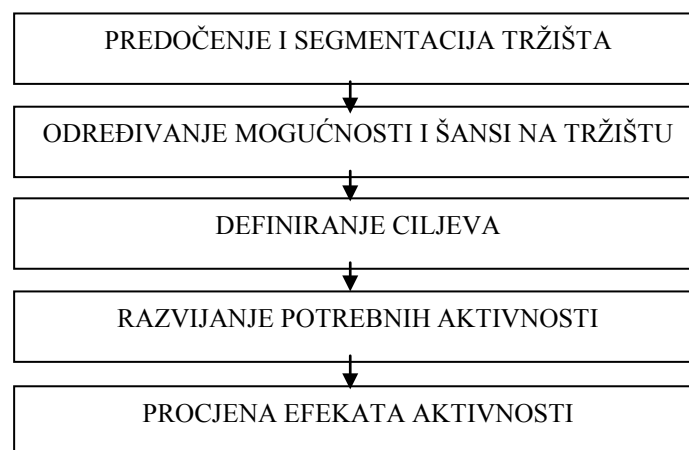 PREDOČENJE I SEGMENTACIJA TRŽIŠTA
ODREĐIVANJE MOGUĆNOSTI I ŠANSI NA TRŽIŠTU
DEFINIRANJE CILJEVA
RAZVIJANJE POTREBNIH AKTIVNOSTI
PROCJENA EFEKATA AKTIVNOSTI